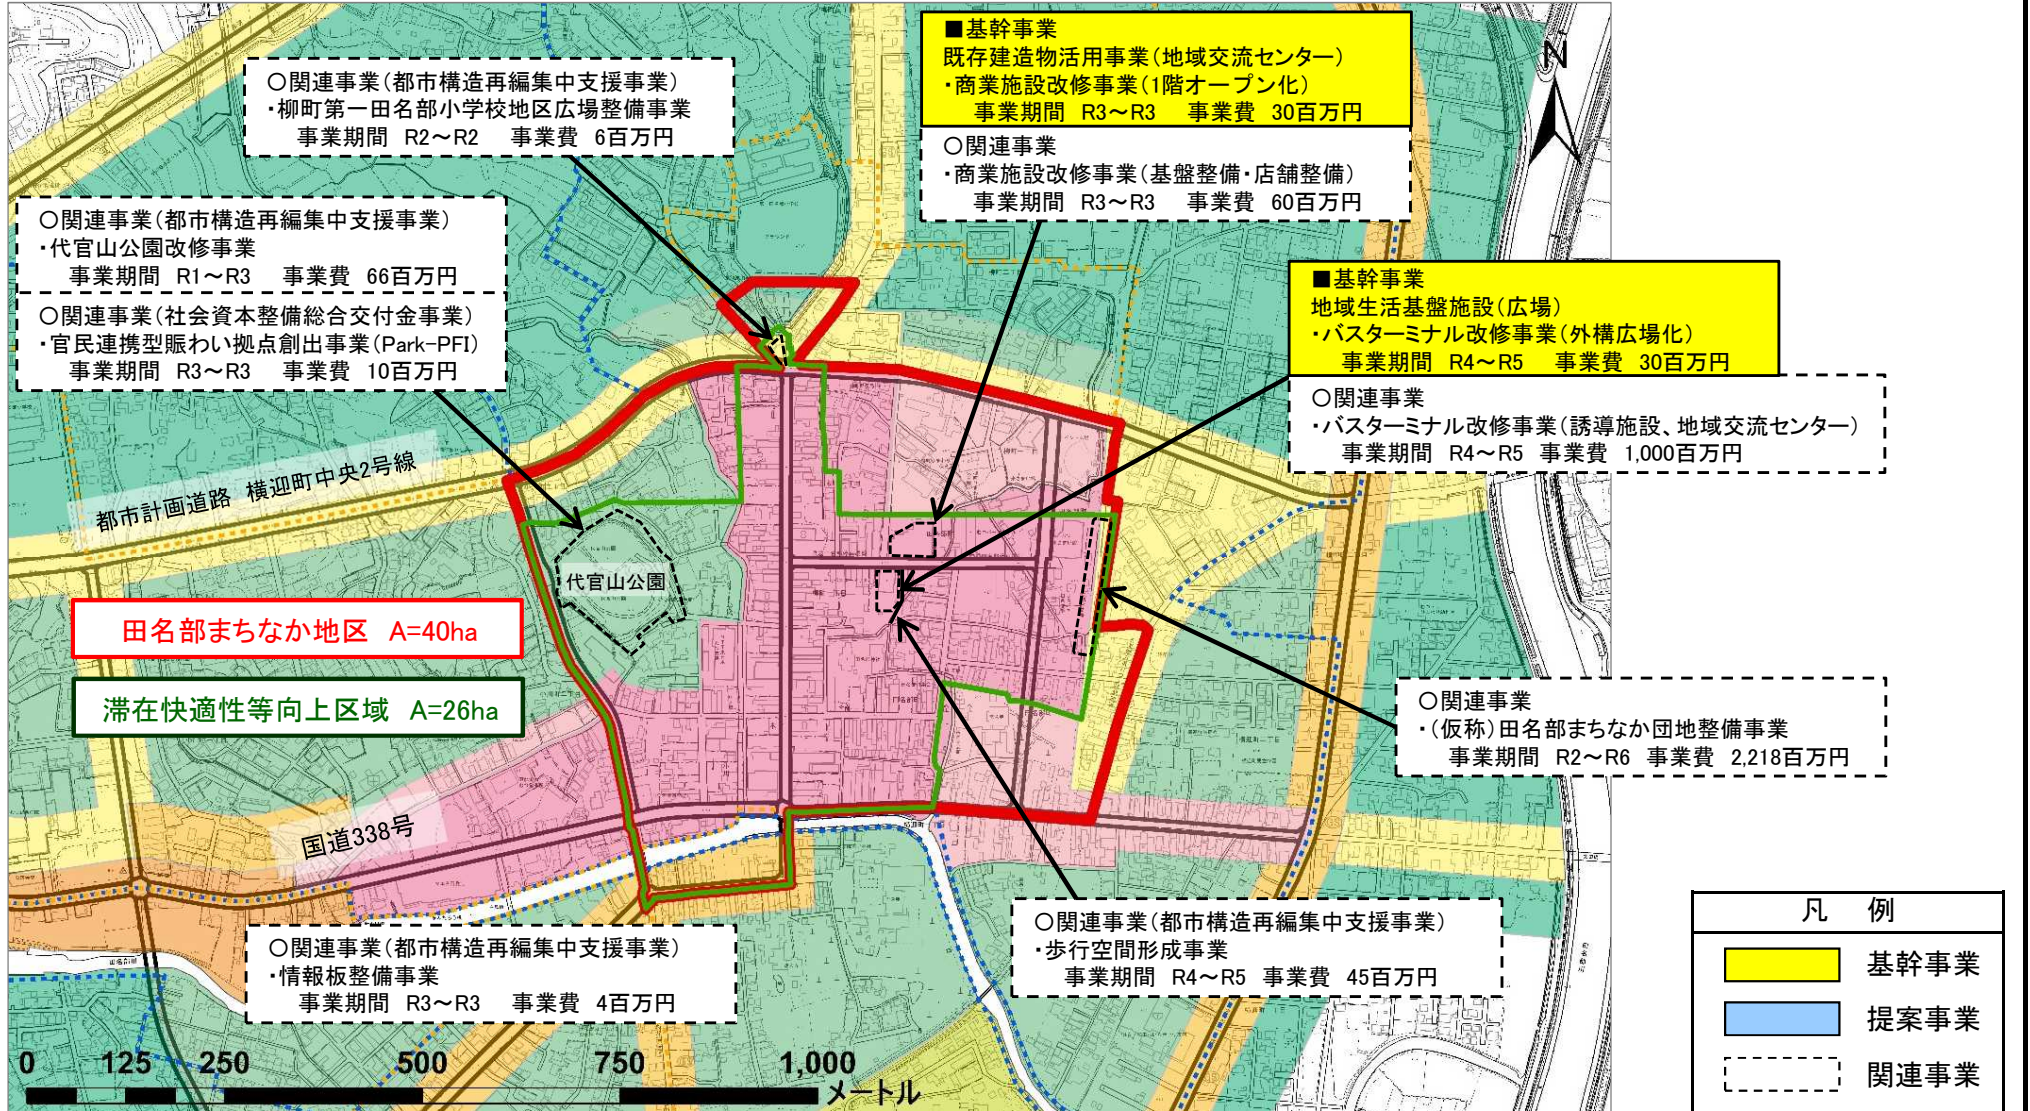 ■基幹事業
既存建造物活用事業(地域交流センター)
・商業施設改修事業(1階オープン化)
事業期間 R3～R3 事業費 30百万円
○関連事業
・商業施設改修事業(基盤整備・店舗整備)
事業期間 R3～R3 事業費 60百万円
N
○関連事業(都市構造再編集中支援事業)
・柳町第一田名部小学校地区広場整備事業
事業期間 R2～R2 事業費 6百万円
○関連事業(都市構造再編集中支援事業)
・代官山公園改修事業
事業期間 R1～R3 事業費 66百万円
○関連事業(社会資本整備総合交付金事業)
・官民連携型賑わい拠点創出事業(Park-PFI)
事業期間 R3～R3 事業費 10百万円
■基幹事業
地域生活基盤施設(広場)
・バスターミナル改修事業(外構広場化)
事業期間 R4～R5 事業費 30百万円
○関連事業
・バスターミナル改修事業(誘導施設、地域交流センター)
事業期間 R4～R5 事業費 1,000百万円
都市計画道路 横迎町中央2号線
代官山公園
田名部まちなか地区 A=40ha
滞在快適性等向上区域 A=26ha
○関連事業
・(仮称)田名部まちなか団地整備事業
事業期間 R2～R6 事業費 2,218百万円
国道338号
○関連事業(都市構造再編集中支援事業)
・歩行空間形成事業
事業期間 R4～R5 事業費 45百万円
○関連事業(都市構造再編集中支援事業)
・情報板整備事業
事業期間 R3～R3 事業費 4百万円
0 125 250 500 750 1,000
メートル
凡 例
基幹事業
提案事業
関連事業